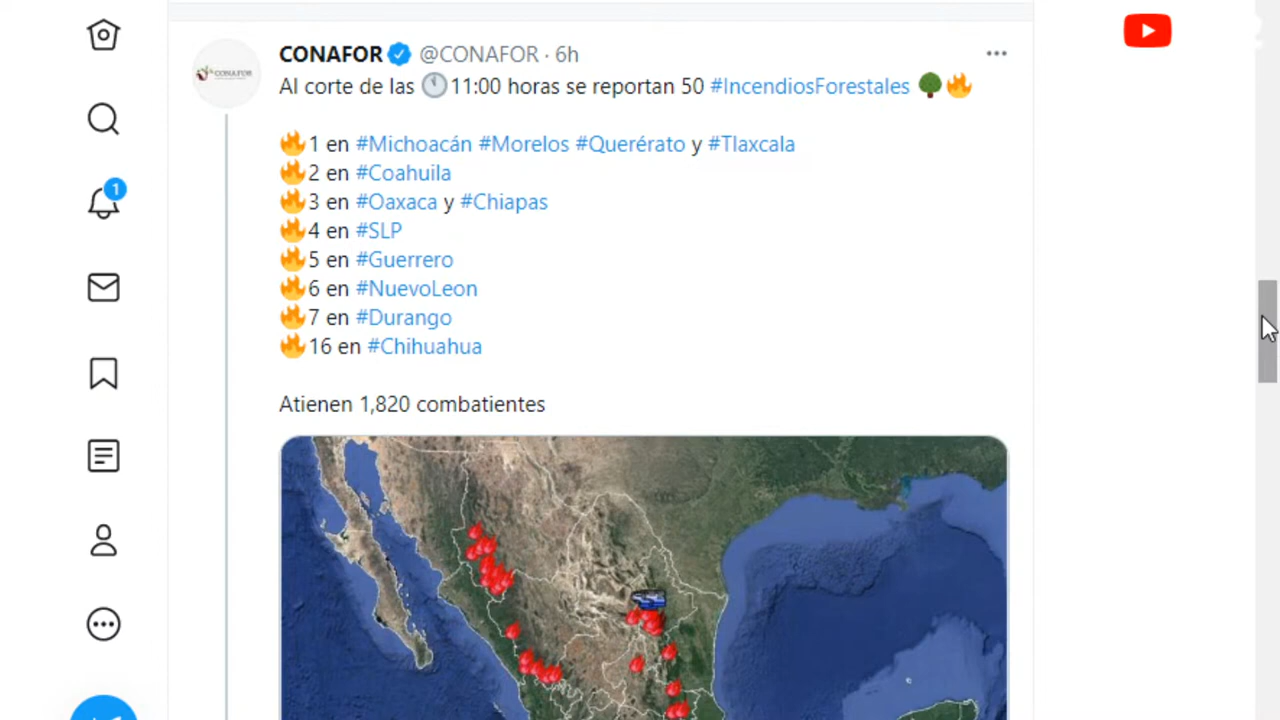 CONAFOR @CONAFOR · 6h
Al corte de las 🕚11:00 horas se reportan 50 #IncendiosForestales 🌳🔥
🔥1 en #Michoacán #Morelos #Querérato y #Tlaxcala
🔥2 en #Coahuila
🔥3 en #Oaxaca y #Chiapas
🔥4 en #SLP
🔥5 en #Guerrero
🔥6 en #NuevoLeon
🔥7 en #Durango
🔥16 en #Chihuahua
Atienen 1,820 combatientes
CONAFOR
1